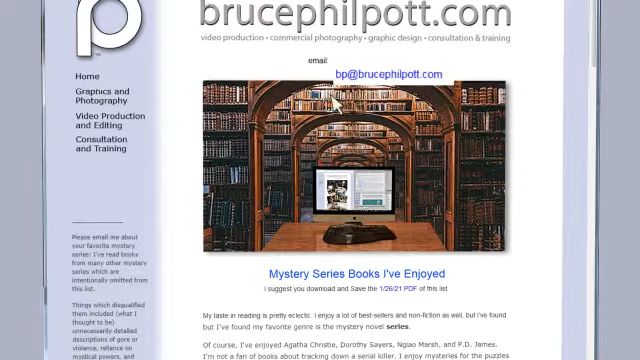 brucephilpott.com
video production • commercial photography • graphic design • consultation & training
email:
bp@brucephilpott.com
Home
Graphics and
Photography
Video Production
and Editing
Consultation
and Training
Please email me about
your favorite mystery
series! I've read books
from many other mystery
series which are
intentionally omitted from
this list.
Things which disqualified
them included (what I
thought to be)
unnecessarily detailed
descriptions of gore or
violence, reliance on
mystical powers, and
Mystery Series Books I've Enjoyed
I suggest you download and Save the 1/26/21 PDF of this list
My taste in reading is pretty eclectic. I enjoy a lot of best-sellers and non-fiction as well, but I've found
but I've found my favorite genre is the mystery novel series.
Of course, I've enjoyed Agatha Christie, Dorothy Sayers, Ngiao Marsh, and P.D. James.
I'm not a fan of books about tracking down a serial killer. I enjoy mysteries for the puzzles